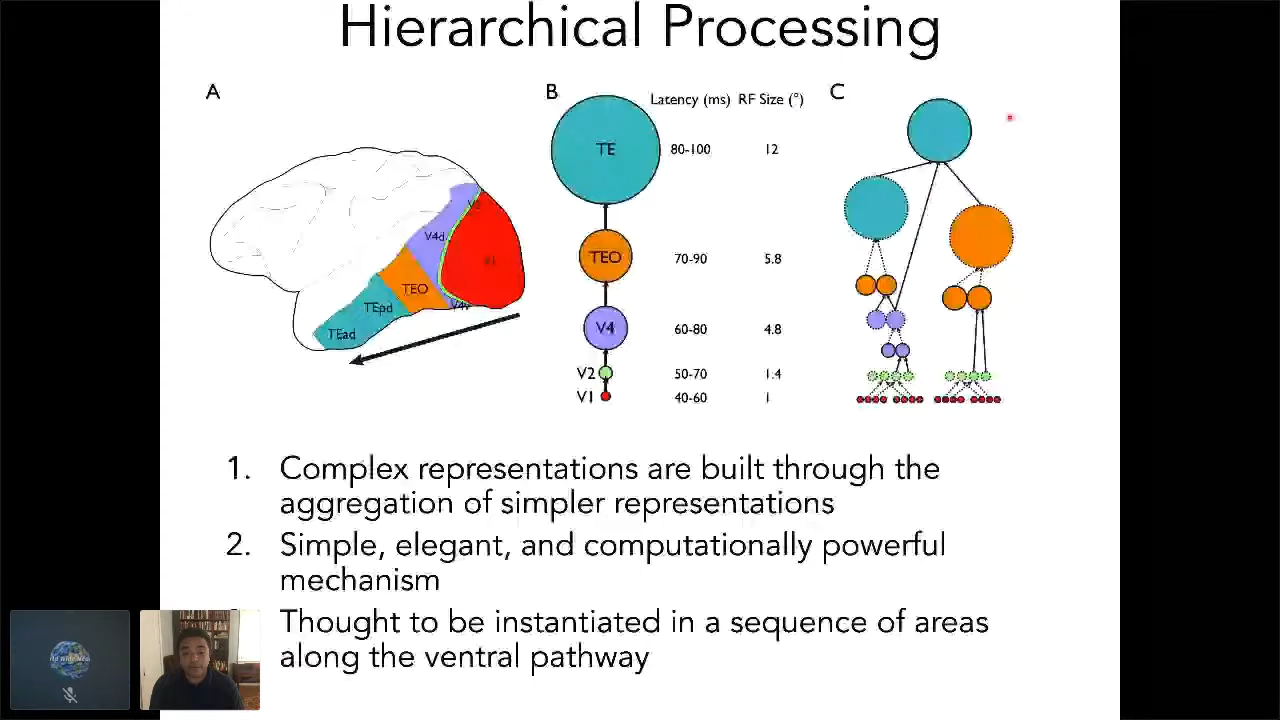 Hierarchical Processing
A
V2
V4d
V1
TEO
V4v
TEpd
TEad
B
Latency (ms) RF Size (°)
TE 80-100 12
TEO 70-90 5.8
V4 60-80 4.8
V2 50-70 1.4
V1 40-60 1
C
1. Complex representations are built through the
aggregation of simpler representations
2. Simple, elegant, and computationally powerful
mechanism
Thought to be instantiated in a sequence of areas
along the ventral pathway